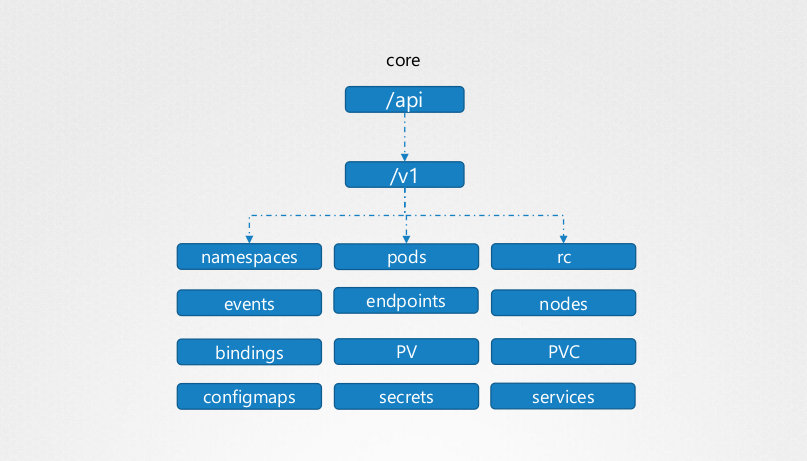 core
/api
/v1
namespaces
pods
rc
events
endpoints
nodes
bindings
PV
PVC
configmaps
secrets
services